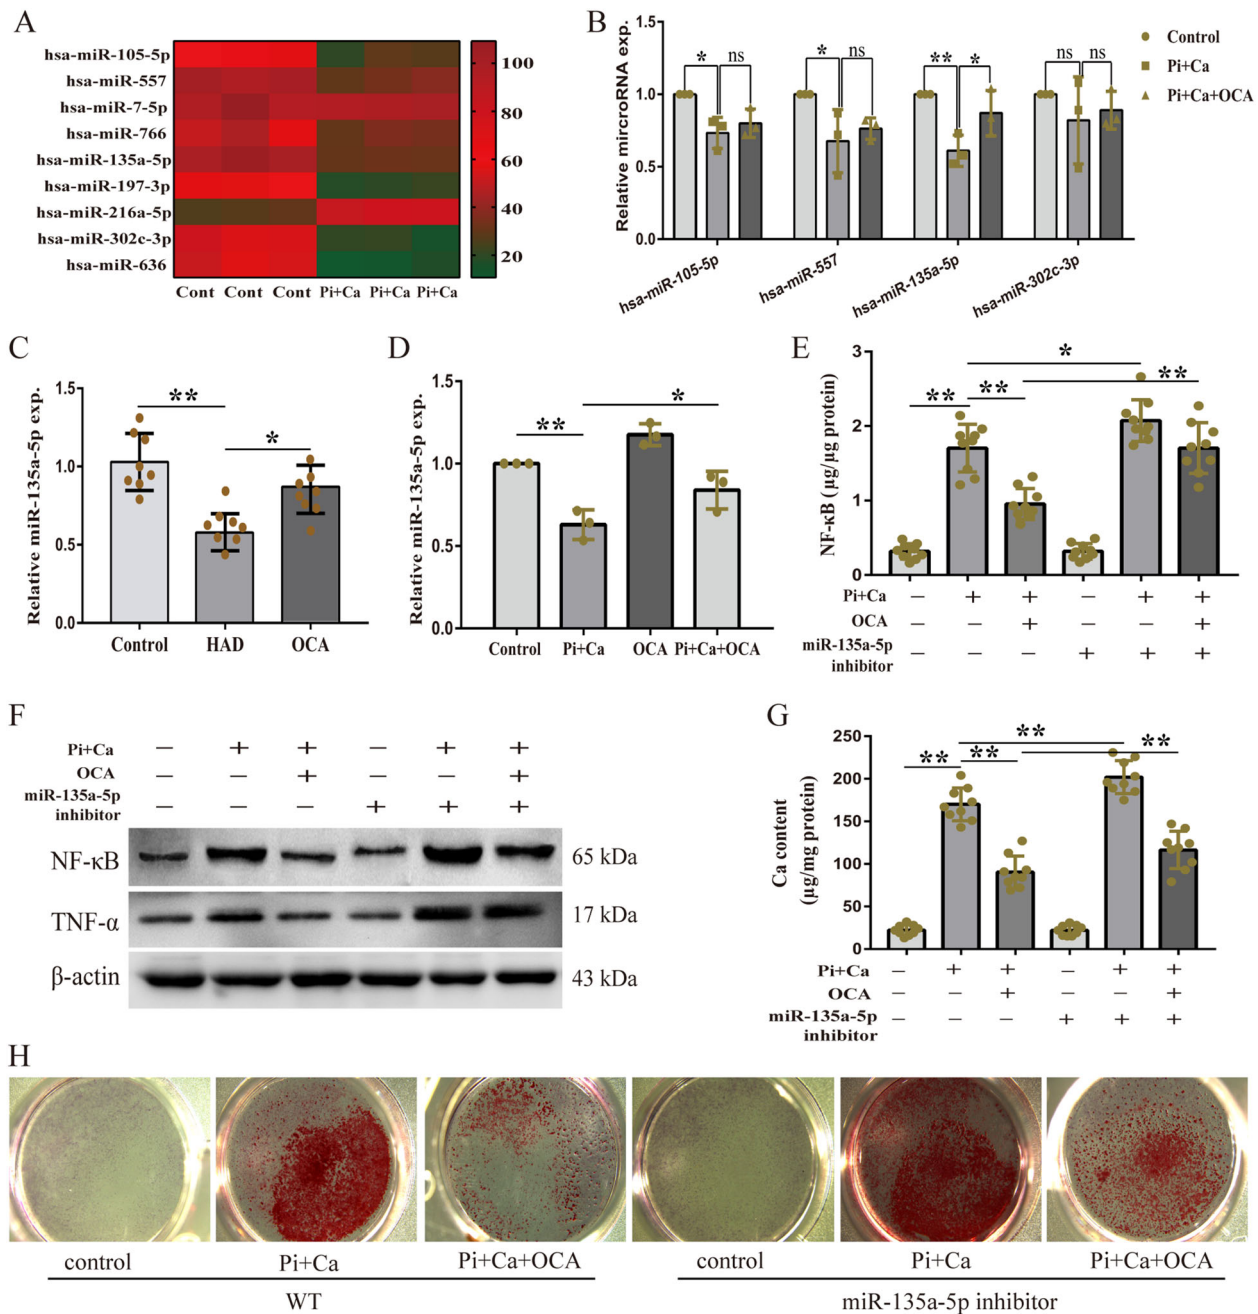 A
hsa-miR-105-5p
hsa-miR-557
hsa-miR-7-5p
hsa-miR-766
hsa-miR-135a-5p
hsa-miR-197-3p
hsa-miR-216a-5p
hsa-miR-302c-3p
hsa-miR-636
Cont Cont Cont Pi+Ca Pi+Ca Pi+Ca
100
80
60
40
20
B
Relative mircroRNA exp.
1.5
1.0
0.5
0.0
* ns * ns ** * ns ns
hsa-miR-105-5p
hsa-miR-557
hsa-miR-135a-5p
hsa-miR-302c-3p
Control
Pi+Ca
Pi+Ca+OCA
C
Relative miR-135a-5p exp.
1.5
1.0
0.5
0.0
**
*
Control HAD OCA
D
Relative miR-135a-5p exp.
1.5
1.0
0.5
0.0
**
*
Control Pi+Ca OCA Pi+Ca+OCA
E
NF-κB (μg/μg protein)
3
2
1
0
*
** ** **
Pi+Ca − + + − + +
OCA − − + − − +
miR-135a-5p
inhibitor − − − + + +
F
Pi+Ca − + + − + +
OCA − − + − − +
miR-135a-5p
inhibitor − − − + + +
NF-κB 65 kDa
TNF-α 17 kDa
β-actin 43 kDa
G
Ca content
(μg/mg protein)
250
200
150
100
50
0
**
** ** **
Pi+Ca − + + − + +
OCA − − + − − +
miR-135a-5p
inhibitor − − − + + +
H
control Pi+Ca Pi+Ca+OCA control Pi+Ca Pi+Ca+OCA
WT miR-135a-5p inhibitor